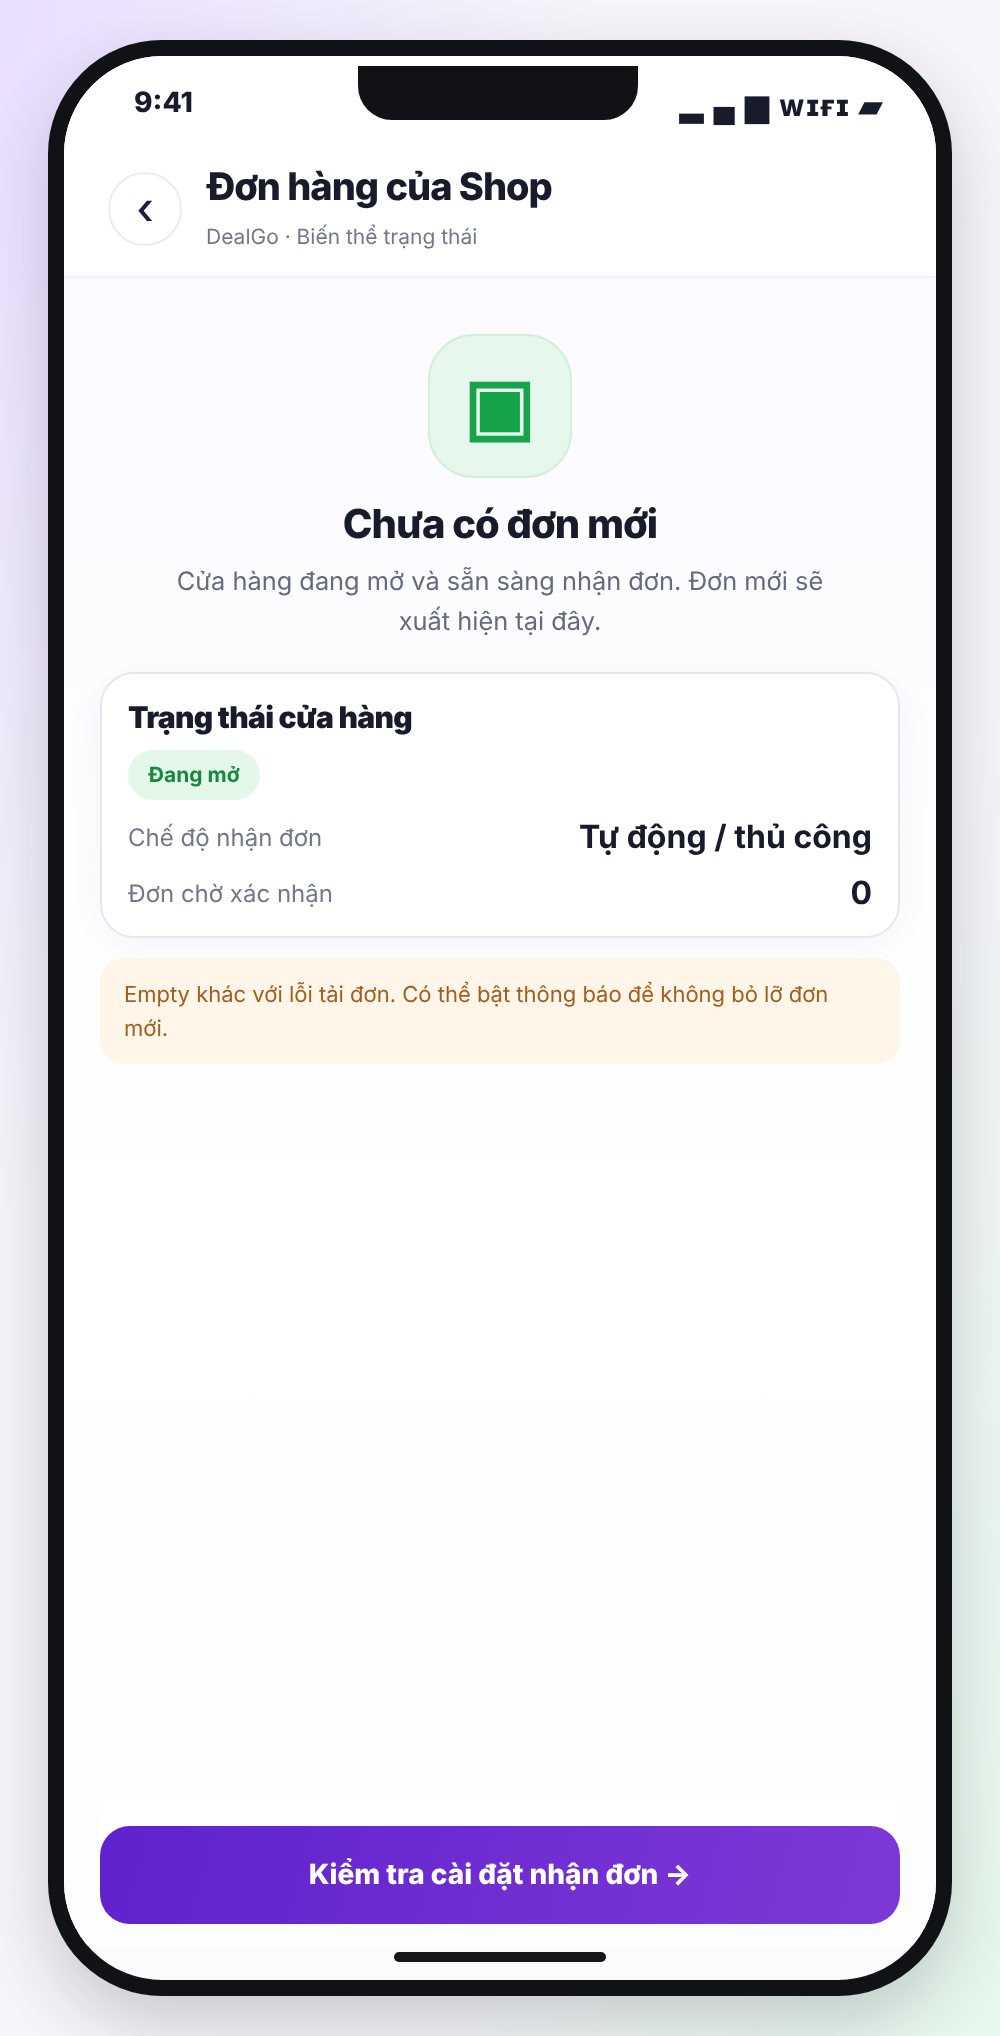 9:41
WIFI
Đơn hàng của Shop
DealGo · Biến thể trạng thái
Chưa có đơn mới
Cửa hàng đang mở và sẵn sàng nhận đơn. Đơn mới sẽ
xuất hiện tại đây.
Trạng thái cửa hàng
Đang mở
Chế độ nhận đơn Tự động / thủ công
Đơn chờ xác nhận 0
Empty khác với lỗi tải đơn. Có thể bật thông báo để không bỏ lỡ đơn
mới.
Kiểm tra cài đặt nhận đơn →